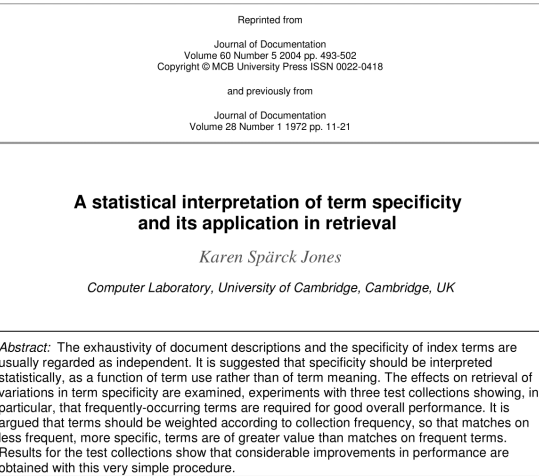 Reprinted from
Journal of Documentation
Volume 60 Number 5 2004 pp. 493-502
Copyright © MCB University Press ISSN 0022-0418
and previously from
Journal of Documentation
Volume 28 Number 1 1972 pp. 11-21
A statistical interpretation of term specificity
and its application in retrieval
Karen Spärck Jones
Computer Laboratory, University of Cambridge, Cambridge, UK
Abstract: The exhaustivity of document descriptions and the specificity of index terms are
usually regarded as independent. It is suggested that specificity should be interpreted
statistically, as a function of term use rather than of term meaning. The effects on retrieval of
variations in term specificity are examined, experiments with three test collections showing, in
particular, that frequently-occurring terms are required for good overall performance. It is
argued that terms should be weighted according to collection frequency, so that matches on
less frequent, more specific, terms are of greater value than matches on frequent terms.
Results for the test collections show that considerable improvements in performance are
obtained with this very simple procedure.